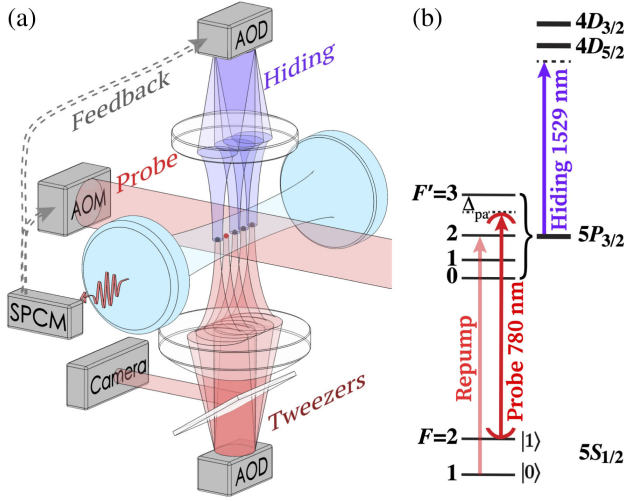 (a)
AOD
Hiding
Feedback
Probe
AOM
SPCM
Camera
Tweezers
AOD
(b)
4D3/2
4D5/2
Hiding 1529 nm
F'=3
Δpa
2
5P3/2
1
0
Repump
Probe 780 nm
F=2
|1⟩
5S1/2
1
|0⟩